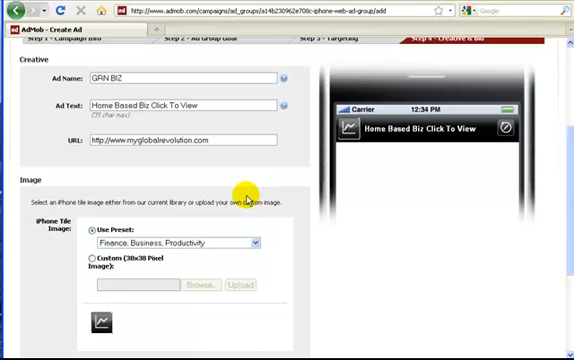 http://www.admob.com/campaigns/ad_groups/a14b230962e708c-iphone-web-ad-group/add
Google
AdMob - Create Ad
Step 1 - Campaign Info
Step 2 - Ad Group Goal
Step 3 - Targeting
Step 4 - Creative & Bid
Creative
Ad Name:
GRN BIZ
Ad Text:
Home Based Biz Click To View
(35 char max)
URL:
http://www.myglobalrevolution.com
Carrier
12:34 PM
Home Based Biz Click To View
Image
Select an iPhone tile image either from our current library or upload your own custom image.
iPhone Tile
Image:
Use Preset:
Finance, Business, Productivity
Custom (38x38 Pixel
Image):
Browse...
Upload